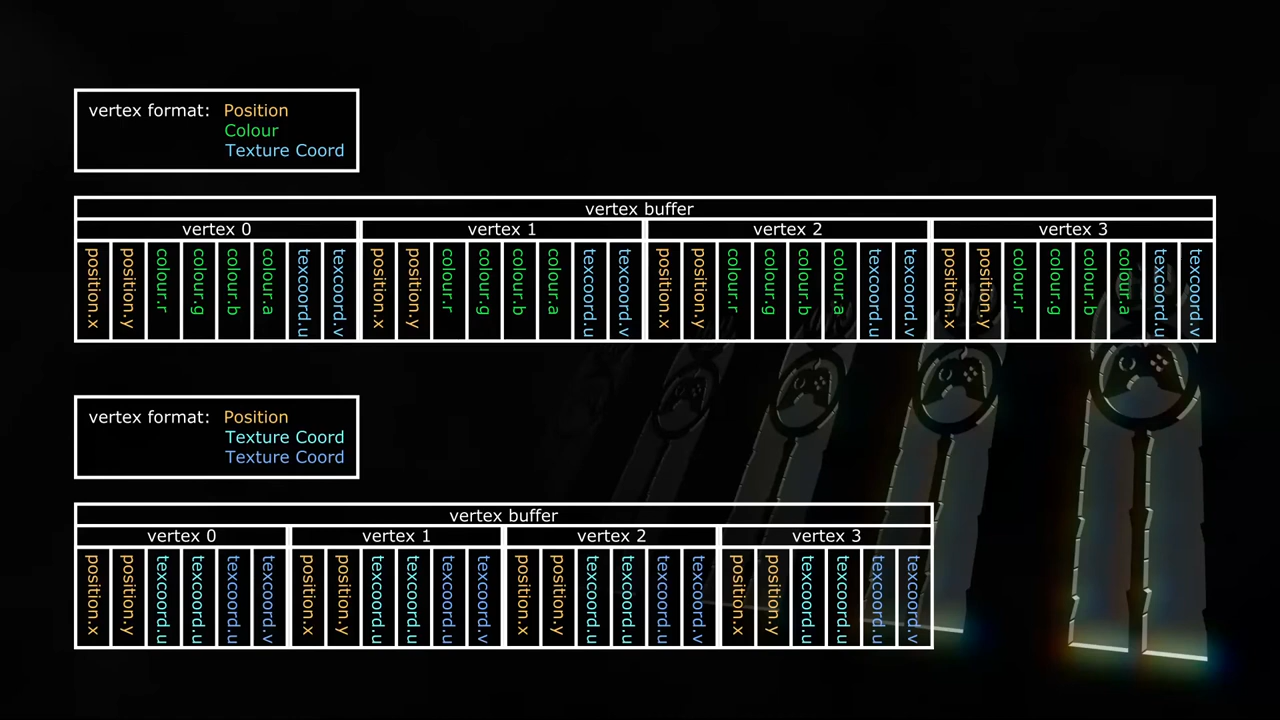 vertex format: Position
Colour
Texture Coord
vertex buffer
vertex 0 vertex 1 vertex 2 vertex 3
position.x position.y colour.r colour.g colour.b colour.a texcoord.u texcoord.v position.x position.y colour.r colour.g colour.b colour.a texcoord.u texcoord.v position.x position.y colour.r colour.g colour.b colour.a texcoord.u texcoord.v position.x position.y colour.r colour.g colour.b colour.a texcoord.u texcoord.v
vertex format: Position
Texture Coord
Texture Coord
vertex buffer
vertex 0 vertex 1 vertex 2 vertex 3
position.x position.y texcoord.u texcoord.u texcoord.u texcoord.v position.x position.y texcoord.u texcoord.u texcoord.u texcoord.v position.x position.y texcoord.u texcoord.u texcoord.u texcoord.v position.x position.y texcoord.u texcoord.u texcoord.u texcoord.v